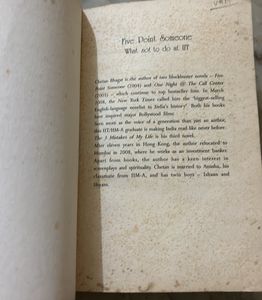 Five Point Someone
What not to do at IIT
Chetan Bhagat is the author of two blockbuster novels – Five
Point Someone (2004) and One Night @ The Call Center
(2005) – which continue to top bestseller lists. In March
2008, the New York Times called him the 'biggest-selling
English-language novelist in India's history'. Both his books
have inspired major Bollywood films.
Seen more as the voice of a generation than just an author,
this IIT/IIM-A graduate is making India read like never before.
The 3 Mistakes of My Life is his third novel.
After eleven years in Hong Kong, the author relocated to
Mumbai in 2008, where he works as an investment banker.
Apart from books, the author has a keen interest in
screenplays and spirituality. Chetan is married to Anusha, his
classmate from IIM-A, and has twin boys – Ishaan and
Shyam.